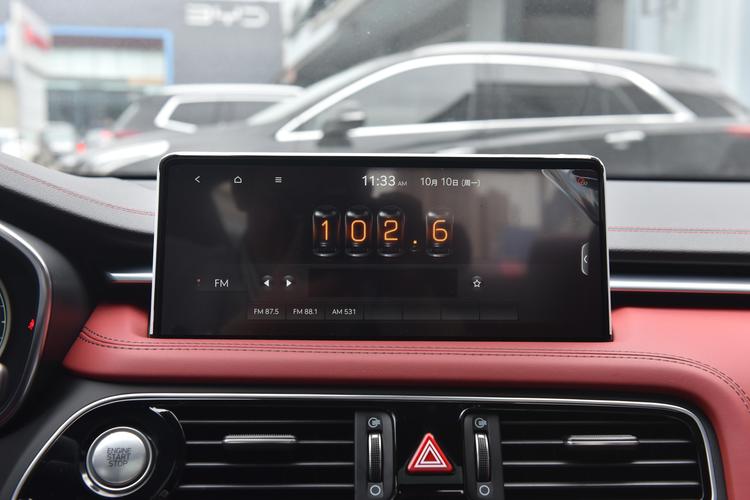 BYD
11:33 AM 10月 10日 (周一)
102.6
FM
FM 87.5 FM 88.1 AM 531
ENGINE
START
STOP